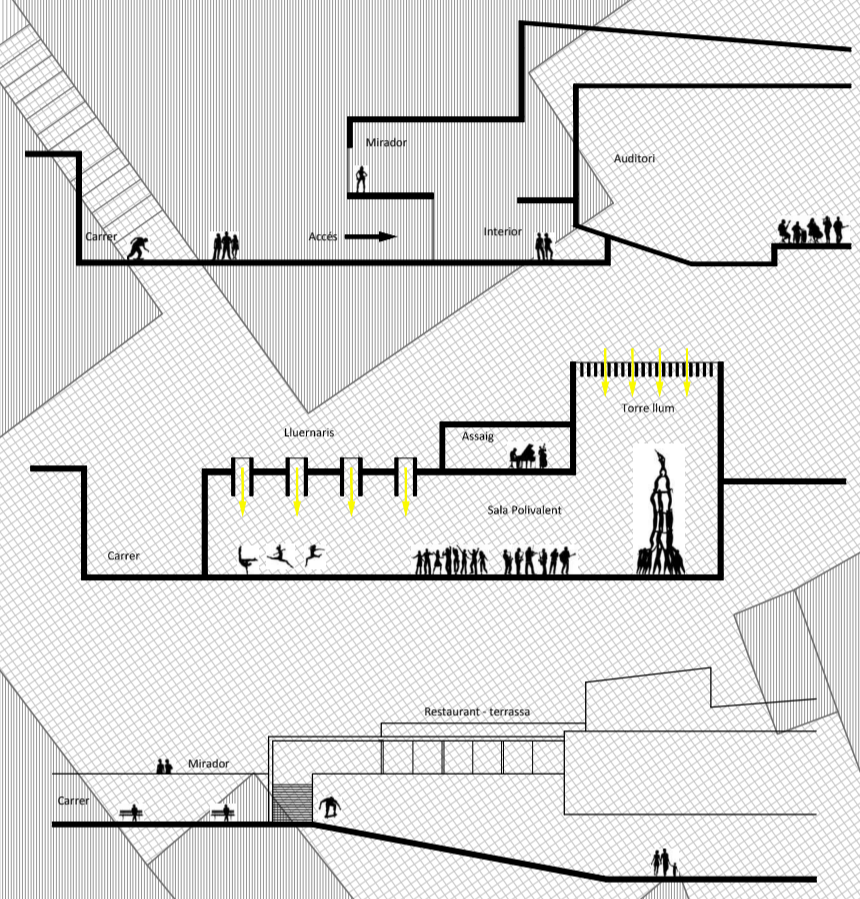 Mirador
Auditori
Carrer
Accés
Interior
Torre llum
Lluernaris
Assaig
Sala Polivalent
Carrer
Restaurant - terrassa
Mirador
Carrer